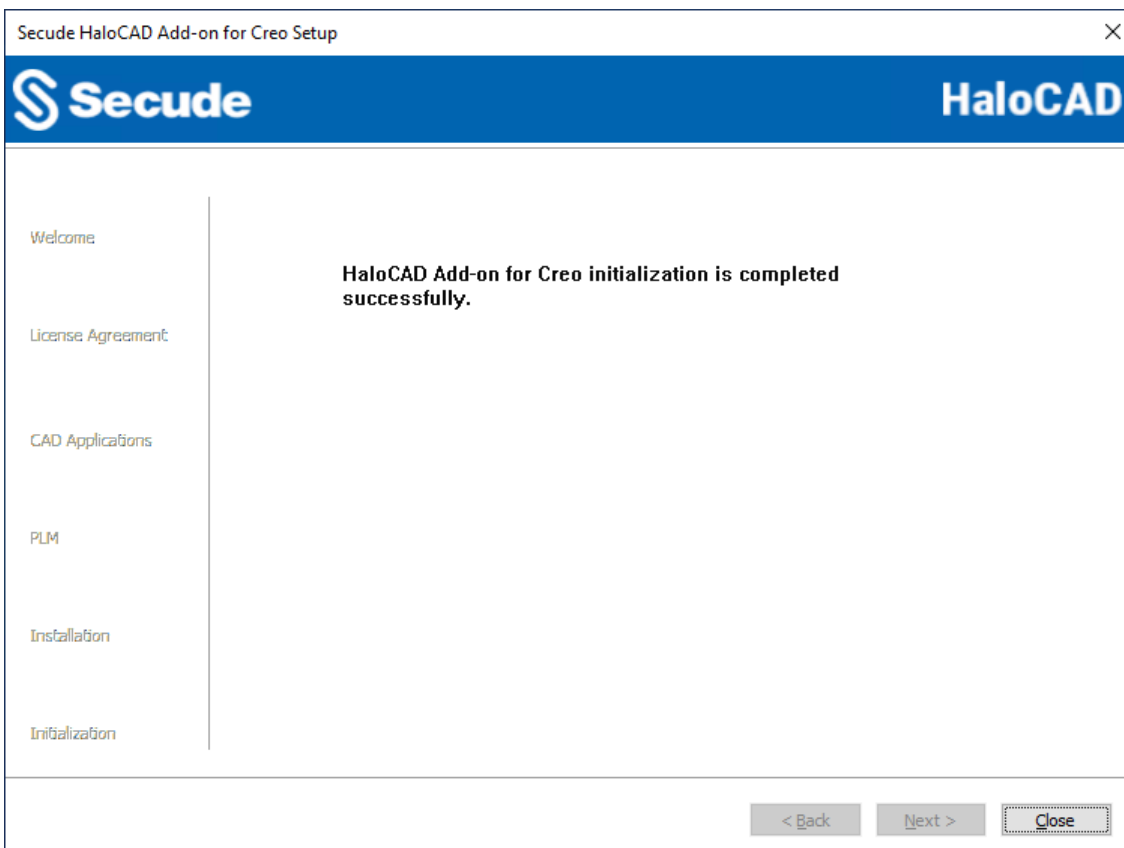 Secude HaloCAD Add-on for Creo Setup
Secude
HaloCAD
Welcome
License Agreement
CAD Applications
PLM
Installation
Initialization
HaloCAD Add-on for Creo initialization is completed
successfully.
< Back
Next >
Close